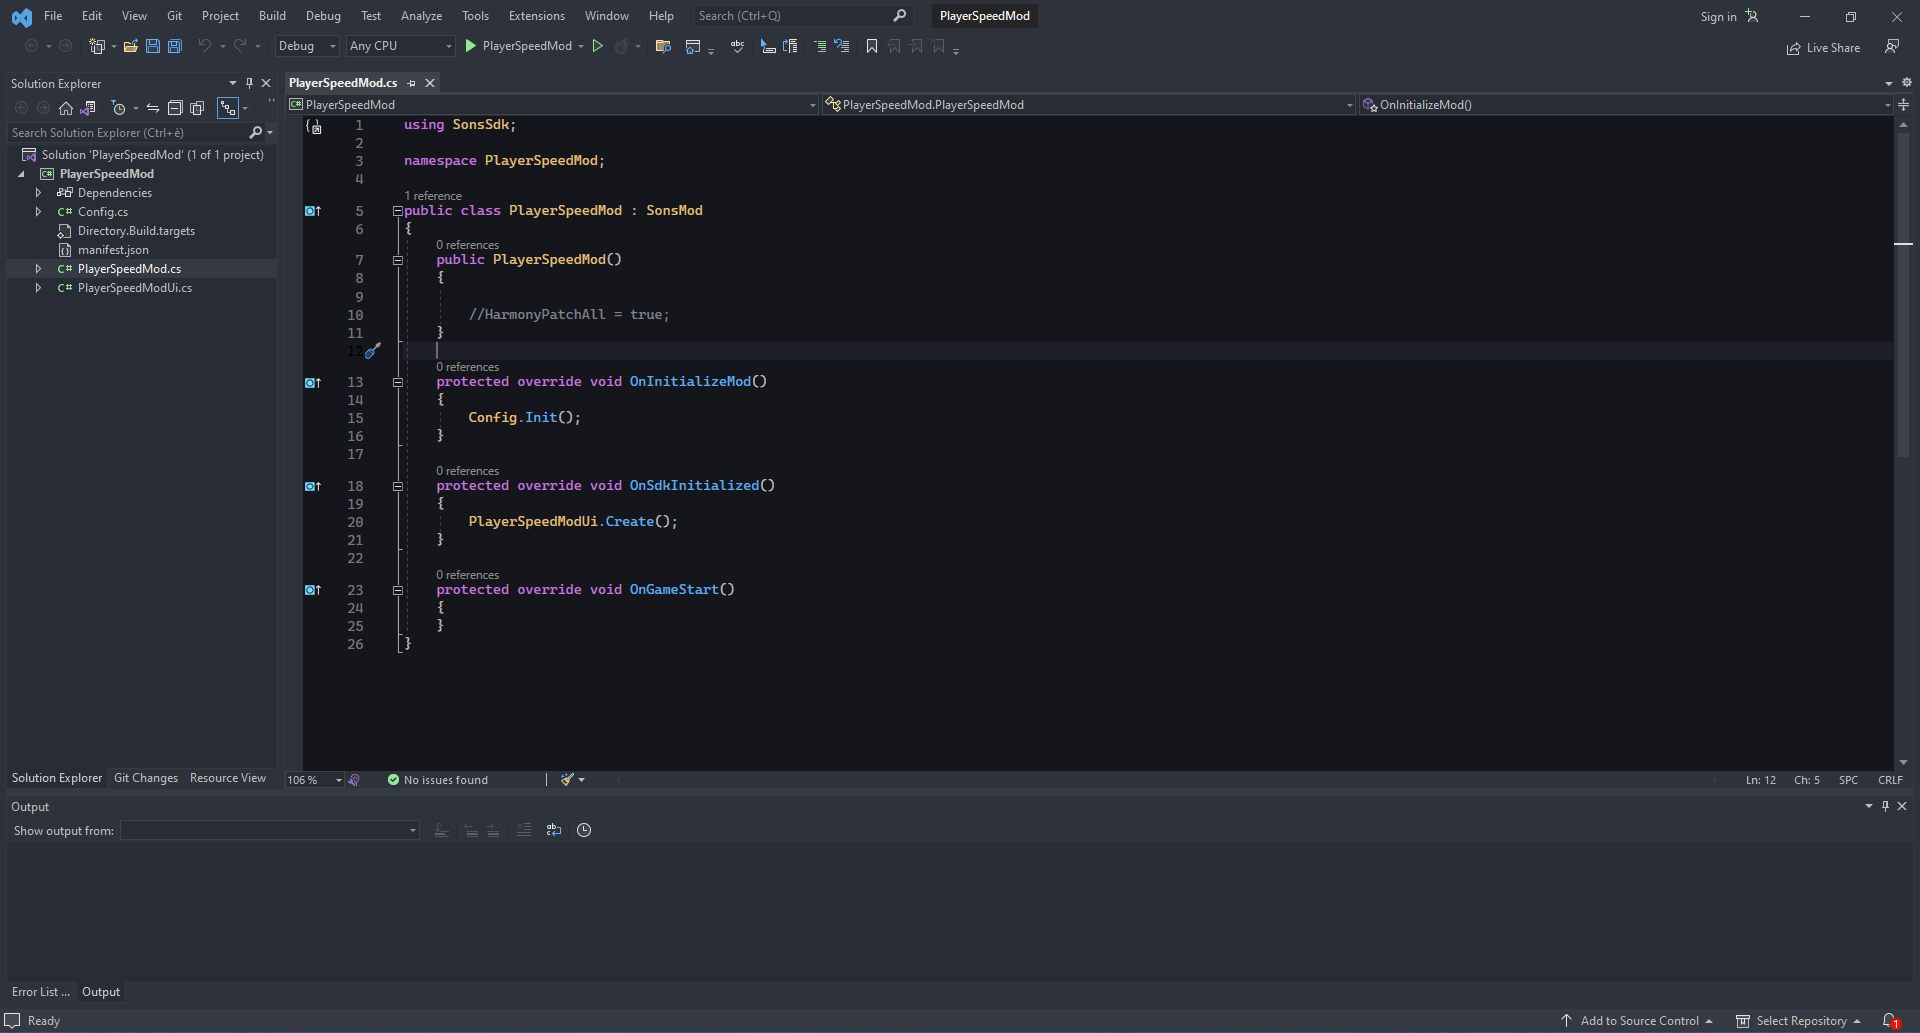 File Edit View Git Project Build Debug Test Analyze Tools Extensions Window Help Search (Ctrl+Q) PlayerSpeedMod Sign in
Debug Any CPU PlayerSpeedMod Live Share
Solution Explorer
PlayerSpeedMod.cs
PlayerSpeedMod PlayerSpeedMod.PlayerSpeedMod OnInitializeMod()
Search Solution Explorer (Ctrl+è)
Solution 'PlayerSpeedMod' (1 of 1 project)
PlayerSpeedMod
Dependencies
C# Config.cs
Directory.Build.targets
manifest.json
C# PlayerSpeedMod.cs
C# PlayerSpeedModUi.cs
1 using SonsSdk;
2
3 namespace PlayerSpeedMod;
4
1 reference
5 public class PlayerSpeedMod : SonsMod
6 {
0 references
7 public PlayerSpeedMod()
8 {
9
10 //HarmonyPatchAll = true;
11 }
12
0 references
13 protected override void OnInitializeMod()
14 {
15 Config.Init();
16 }
17
0 references
18 protected override void OnSdkInitialized()
19 {
20 PlayerSpeedModUi.Create();
21 }
22
0 references
23 protected override void OnGameStart()
24 {
25 }
26 }
Solution Explorer Git Changes Resource View
106 % No issues found Ln: 12 Ch: 5 SPC CRLF
Output
Show output from:
Error List ... Output
Ready Add to Source Control Select Repository 1